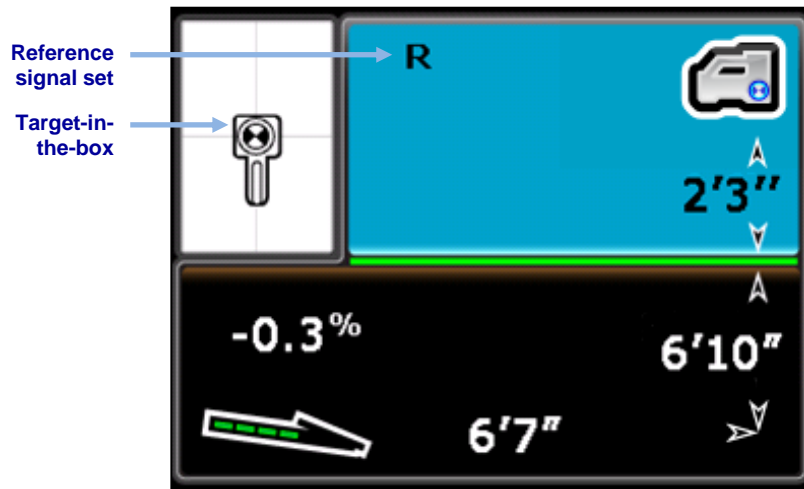 Reference
signal set
Target-in-
the-box
R
2'3"
-0.3%
6'10"
6'7"